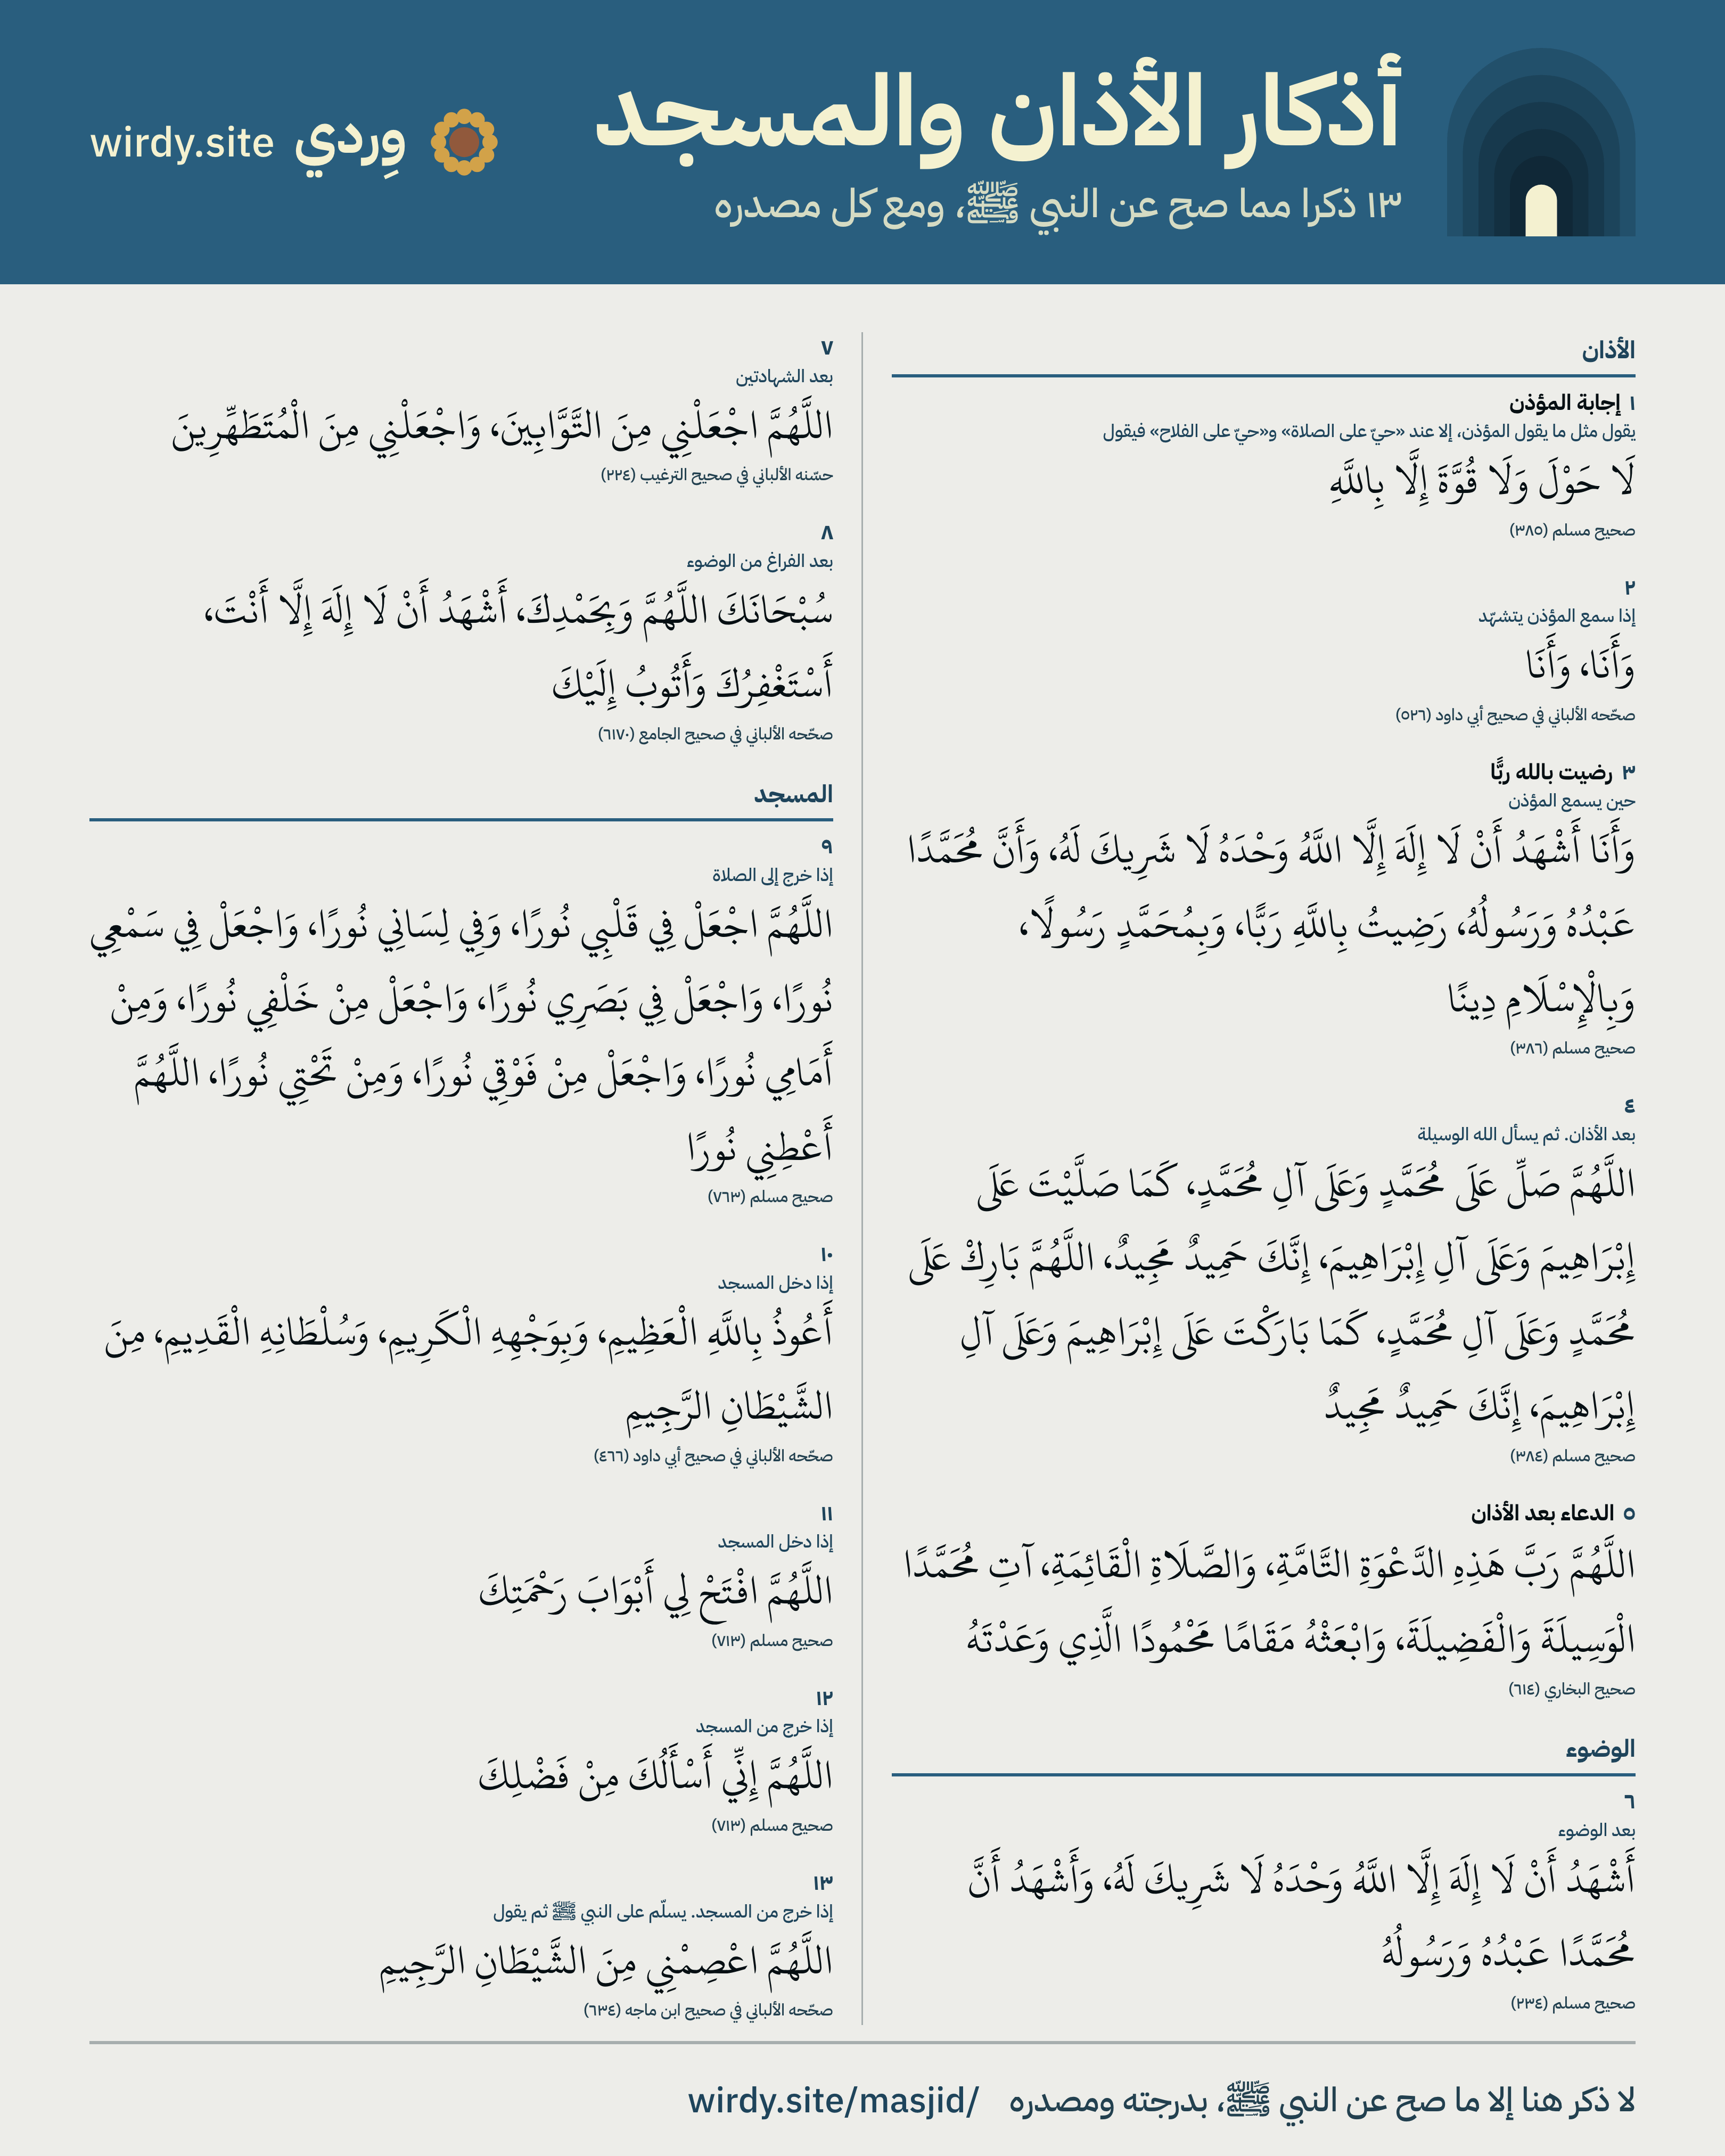 أذكار الأذان والمسجد
١٣ ذكرا مما صح عن النبي ﷺ، ومع كل مصدره
وِردي wirdy.site
الأذان
١ إجابة المؤذن
يقول مثل ما يقول المؤذن، إلا عند «حيّ على الصلاة» و«حيّ على الفلاح» فيقول
لَا حَوْلَ وَلَا قُوَّةَ إِلَّا بِاللَّهِ
صحيح مسلم (٣٨٥)
٢
إذا سمع المؤذن يتشهّد
وَأَنَا، وَأَنَا
صحّحه الألباني في صحيح أبي داود (٥٢٦)
٣ رضيت بالله ربًّا
حين يسمع المؤذن
وَأَنَا أَشْهَدُ أَنْ لَا إِلَهَ إِلَّا اللَّهُ وَحْدَهُ لَا شَرِيكَ لَهُ، وَأَنَّ مُحَمَّدًا
عَبْدُهُ وَرَسُولُهُ، رَضِيتُ بِاللَّهِ رَبًّا، وَبِمُحَمَّدٍ رَسُولًا،
وَبِالْإِسْلَامِ دِينًا
صحيح مسلم (٣٨٦)
٤
بعد الأذان. ثم يسأل الله الوسيلة
اللَّهُمَّ صَلِّ عَلَى مُحَمَّدٍ وَعَلَى آلِ مُحَمَّدٍ، كَمَا صَلَّيْتَ عَلَى
إِبْرَاهِيمَ وَعَلَى آلِ إِبْرَاهِيمَ، إِنَّكَ حَمِيدٌ مَجِيدٌ، اللَّهُمَّ بَارِكْ عَلَى
مُحَمَّدٍ وَعَلَى آلِ مُحَمَّدٍ، كَمَا بَارَكْتَ عَلَى إِبْرَاهِيمَ وَعَلَى آلِ
إِبْرَاهِيمَ، إِنَّكَ حَمِيدٌ مَجِيدٌ
صحيح مسلم (٣٨٤)
٥ الدعاء بعد الأذان
اللَّهُمَّ رَبَّ هَذِهِ الدَّعْوَةِ التَّامَّةِ، وَالصَّلَاةِ الْقَائِمَةِ، آتِ مُحَمَّدًا
الْوَسِيلَةَ وَالْفَضِيلَةَ، وَابْعَثْهُ مَقَامًا مَحْمُودًا الَّذِي وَعَدْتَهُ
صحيح البخاري (٦١٤)
الوضوء
٦
بعد الوضوء
أَشْهَدُ أَنْ لَا إِلَهَ إِلَّا اللَّهُ وَحْدَهُ لَا شَرِيكَ لَهُ، وَأَشْهَدُ أَنَّ
مُحَمَّدًا عَبْدُهُ وَرَسُولُهُ
صحيح مسلم (٢٣٤)
٧
بعد الشهادتين
اللَّهُمَّ اجْعَلْنِي مِنَ التَّوَّابِينَ، وَاجْعَلْنِي مِنَ الْمُتَطَهِّرِينَ
حسّنه الألباني في صحيح الترغيب (٢٢٤)
٨
بعد الفراغ من الوضوء
سُبْحَانَكَ اللَّهُمَّ وَبِحَمْدِكَ، أَشْهَدُ أَنْ لَا إِلَهَ إِلَّا أَنْتَ،
أَسْتَغْفِرُكَ وَأَتُوبُ إِلَيْكَ
صحّحه الألباني في صحيح الجامع (٦١٧٠)
المسجد
٩
إذا خرج إلى الصلاة
اللَّهُمَّ اجْعَلْ فِي قَلْبِي نُورًا، وَفِي لِسَانِي نُورًا، وَاجْعَلْ فِي سَمْعِي
نُورًا، وَاجْعَلْ فِي بَصَرِي نُورًا، وَاجْعَلْ مِنْ خَلْفِي نُورًا، وَمِنْ
أَمَامِي نُورًا، وَاجْعَلْ مِنْ فَوْقِي نُورًا، وَمِنْ تَحْتِي نُورًا، اللَّهُمَّ
أَعْطِنِي نُورًا
صحيح مسلم (٧٦٣)
١٠
إذا دخل المسجد
أَعُوذُ بِاللَّهِ الْعَظِيمِ، وَبِوَجْهِهِ الْكَرِيمِ، وَسُلْطَانِهِ الْقَدِيمِ، مِنَ
الشَّيْطَانِ الرَّجِيمِ
صحّحه الألباني في صحيح أبي داود (٤٦٦)
١١
إذا دخل المسجد
اللَّهُمَّ افْتَحْ لِي أَبْوَابَ رَحْمَتِكَ
صحيح مسلم (٧١٣)
١٢
إذا خرج من المسجد
اللَّهُمَّ إِنِّي أَسْأَلُكَ مِنْ فَضْلِكَ
صحيح مسلم (٧١٣)
١٣
إذا خرج من المسجد. يسلّم على النبي ﷺ ثم يقول
اللَّهُمَّ اعْصِمْنِي مِنَ الشَّيْطَانِ الرَّجِيمِ
صحّحه الألباني في صحيح ابن ماجه (٦٣٤)
لا ذكر هنا إلا ما صح عن النبي ﷺ، بدرجته ومصدره wirdy.site/masjid/